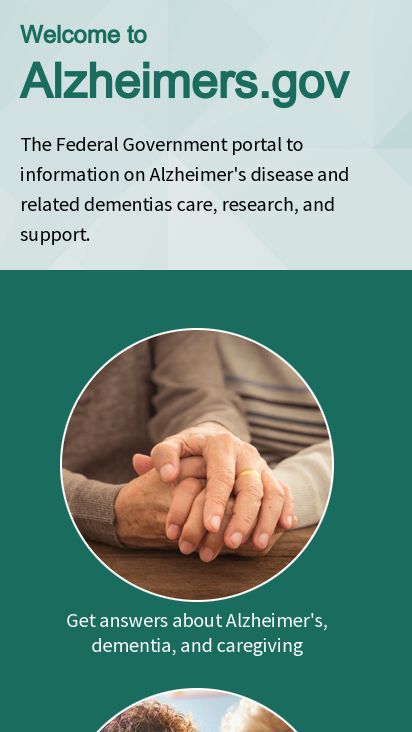 Welcome to
Alzheimers.gov
The Federal Government portal to
information on Alzheimer's disease and
related dementias care, research, and
support.
Get answers about Alzheimer's,
dementia, and caregiving